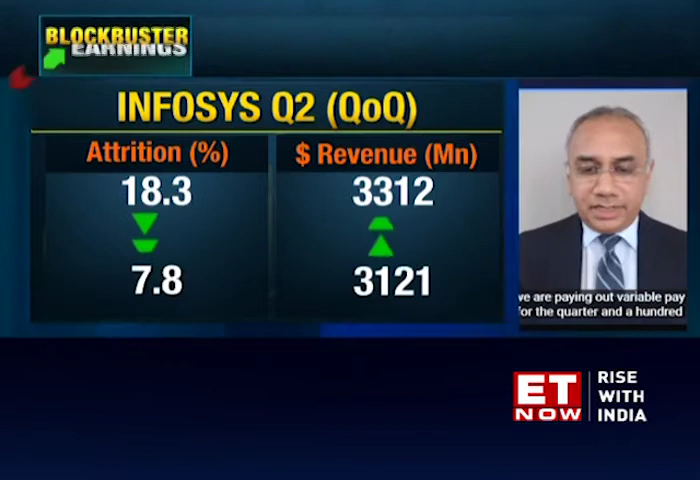 BLOCKBUSTER
EARNINGS
INFOSYS Q2 (QoQ)
Attrition (%)
$ Revenue (Mn)
18.3
3312
7.8
3121
we are paying out variable pay
for the quarter and a hundred
ET
NOW
RISE
WITH
INDIA